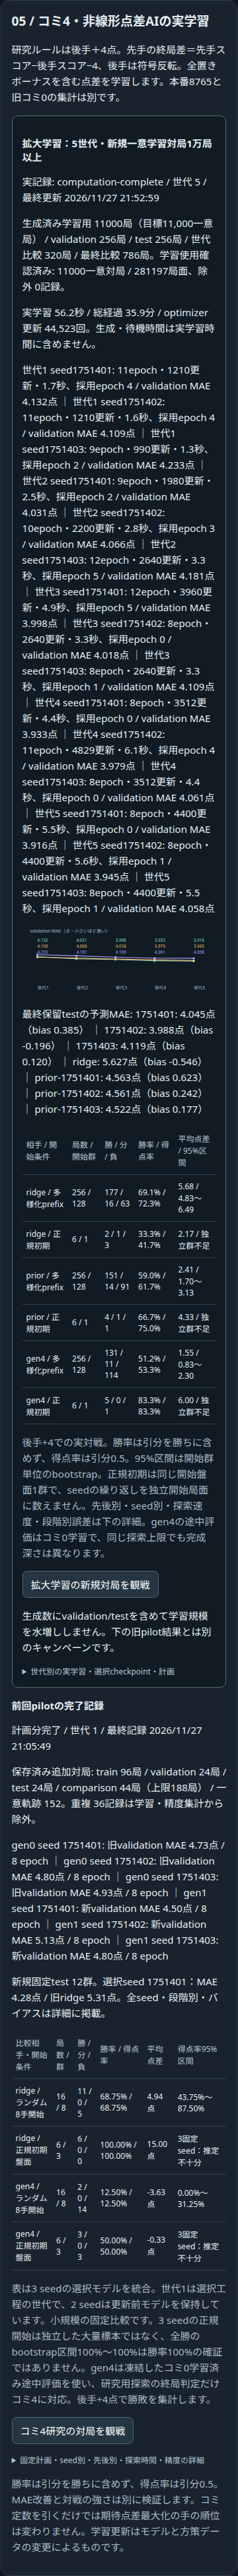 05 / コミ4・非線形点差AIの実学習
研究ルールは後手＋4点。先手の終局差＝先手ス
コア−後手スコア−4、後手は符号反転。全置き
ボーナスを含む点差を学習します。本番8765と
旧コミ0の集計は別です。
拡大学習：5世代・新規一意学習対局1万局
以上
実記録: computation-complete / 世代 5 /
最終更新 2026/11/27 21:52:59
生成済み学習用 11000局（目標11,000一意
局） / validation 256局 / test 256局 / 世代
比較 320局 / 最終比較 786局。学習使用確
認済み: 11000一意対局 / 281197局面、除
外 0記録。
実学習 56.2秒 / 総経過 35.9分 / optimizer
更新 44,523回。生成・待機時間は実学習時
間に含めません。
世代1 seed1751401: 11epoch・1210更
新・1.7秒、採用epoch 4 / validation MAE
4.132点 ｜ 世代1 seed1751402:
11epoch・1210更新・1.6秒、採用epoch
4 / validation MAE 4.109点 ｜ 世代1
seed1751403: 9epoch・990更新・1.3秒、
採用epoch 2 / validation MAE 4.233点 ｜
世代2 seed1751401: 9epoch・1980更新・
2.5秒、採用epoch 2 / validation MAE
4.031点 ｜ 世代2 seed1751402:
10epoch・2200更新・2.8秒、採用epoch 3
/ validation MAE 4.066点 ｜ 世代2
seed1751403: 12epoch・2640更新・3.3
秒、採用epoch 5 / validation MAE 4.181点
｜ 世代3 seed1751401: 12epoch・3960更
新・4.9秒、採用epoch 5 / validation MAE
3.998点 ｜ 世代3 seed1751402: 8epoch・
2640更新・3.3秒、採用epoch 0 /
validation MAE 4.018点 ｜ 世代3
seed1751403: 8epoch・2640更新・3.3
秒、採用epoch 1 / validation MAE 4.109点
｜ 世代4 seed1751401: 8epoch・3512更
新・4.4秒、採用epoch 0 / validation MAE
3.933点 ｜ 世代4 seed1751402:
11epoch・4829更新・6.1秒、採用epoch 4
/ validation MAE 3.979点 ｜ 世代4
seed1751403: 8epoch・3512更新・4.4
秒、採用epoch 0 / validation MAE 4.061点
｜ 世代5 seed1751401: 8epoch・4400更
新・5.5秒、採用epoch 0 / validation MAE
3.916点 ｜ 世代5 seed1751402: 8epoch・
4400更新・5.6秒、採用epoch 1 /
validation MAE 3.945点 ｜ 世代5
seed1751403: 8epoch・4400更新・5.5
秒、採用epoch 1 / validation MAE 4.058点
validation MAE（点・小さいほど良い）
4.132 4.031 3.998 3.933 3.916
4.109 4.066 4.018 3.979 3.945
4.233 4.181 4.109 4.061 4.058
世代1 世代2 世代3 世代4 世代5
最終保留testの予測MAE: 1751401: 4.045点
（bias 0.385） ｜ 1751402: 3.988点（bias
-0.196） ｜ 1751403: 4.119点（bias
0.120） ｜ ridge: 5.627点（bias -0.546）
｜ prior-1751401: 4.563点（bias 0.623）
｜ prior-1751402: 4.561点（bias 0.242）
｜ prior-1751403: 4.522点（bias 0.177）
相手 / 開始条件 局数 / 開始群 勝 / 分 / 負 勝率 / 得点率 平均点差 / 95%区間
ridge / 多様化prefix 256 / 128 177 / 16 / 63 69.1% / 72.3% 5.68 / 4.83〜6.49
ridge / 正規初期 6 / 1 2 / 1 / 3 33.3% / 41.7% 2.17 / 独立群不足
prior / 多様化prefix 256 / 128 151 / 14 / 91 59.0% / 61.7% 2.41 / 1.70〜3.13
prior / 正規初期 6 / 1 4 / 1 / 1 66.7% / 75.0% 4.33 / 独立群不足
gen4 / 多様化prefix 256 / 128 131 / 11 / 114 51.2% / 53.3% 1.55 / 0.83〜2.30
gen4 / 正規初期 6 / 1 5 / 0 / 1 83.3% / 83.3% 6.00 / 独立群不足
後手+4での実対戦。勝率は引分を勝ちに含め
ず、得点率は引分0.5。95%区間は開始群
単位のbootstrap。正規初期は同じ開始盤
面1群で、seedの繰り返しを独立開始局面
に数えません。先後別・seed別・探索速
度・段階別誤差は下の詳細。gen4の途中評
価はコミ0学習で、同じ探索上限でも完成
深さは異なります。
拡大学習の新規対局を観戦
生成数にvalidation/testを含めて学習規模
を水増ししません。下の旧pilot結果とは別
のキャンペーンです。
▶ 世代別の実学習・選択checkpoint・計画
前回pilotの完了記録
計画分完了 / 世代 1 / 最終記録 2026/11/27
21:05:49
保存済み追加対局: train 96局 / validation 24局 /
test 24局 / comparison 44局（上限188局） / 一
意軌跡 152。重複 36記録は学習・精度集計から
除外。
gen0 seed 1751401: 旧validation MAE 4.73点 /
8 epoch ｜ gen0 seed 1751402: 旧validation
MAE 4.80点 / 8 epoch ｜ gen0 seed 1751403:
旧validation MAE 4.93点 / 8 epoch ｜ gen1
seed 1751401: 新validation MAE 4.50点 / 8
epoch ｜ gen1 seed 1751402: 新validation
MAE 5.13点 / 8 epoch ｜ gen1 seed 1751403:
新validation MAE 4.80点 / 8 epoch
新規固定test 12群。選択seed 1751401：MAE
4.28点 / 旧ridge 5.31点。全seed・段階別・バ
イアスは詳細に掲載。
比較相手・開始条件 局数 / 群 勝 / 分 / 負 勝率 / 得点率 平均点差 得点率95%区間
ridge / ランダム8手開始 16 / 8 11 / 0 / 5 68.75% / 68.75% 4.94点 43.75%〜87.50%
ridge / 正規初期盤面 6 / 3 6 / 0 / 0 100.00% / 100.00% 15.00点 3固定seed：推定不十分
gen4 / ランダム8手開始 16 / 8 2 / 0 / 14 12.50% / 12.50% -3.63点 0.00%〜31.25%
gen4 / 正規初期盤面 6 / 3 3 / 0 / 3 50.00% / 50.00% -0.33点 3固定seed：推定不十分
表は3 seedの選択モデルを統合。世代1は選択工
程の世代で、2 seedは更新前モデルを保持して
います。小規模の固定比較です。3 seedの正規
開始は独立した大量標本ではなく、全勝の
bootstrap区間100%〜100%は勝率100%の確証
ではありません。gen4は凍結したコミ0学習済
み途中評価を使い、研究用探索の終局判定だけ
コミ4に対応。後手+4点で勝敗を集計します。
コミ4研究の対局を観戦
▶ 固定計画・seed別・先後別・探索時間・精度の詳細
勝率は引分を勝ちに含めず、得点率は引分0.5。
MAE改善と対戦の強さは別に検証します。コミ
定数を引くだけでは期待点差最大化の手の順位
は変わりません。学習更新はモデルと方策デー
タの変更によるものです。